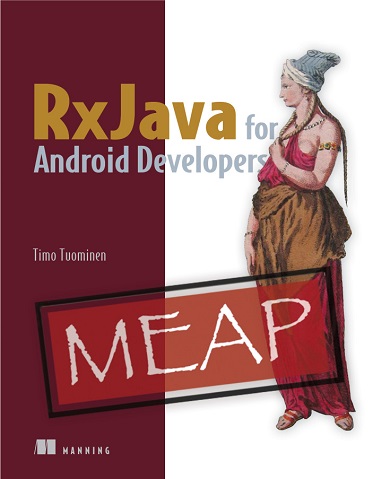 RxJava for
Android Developers
Timo Tuominen
MEAP
MANNING